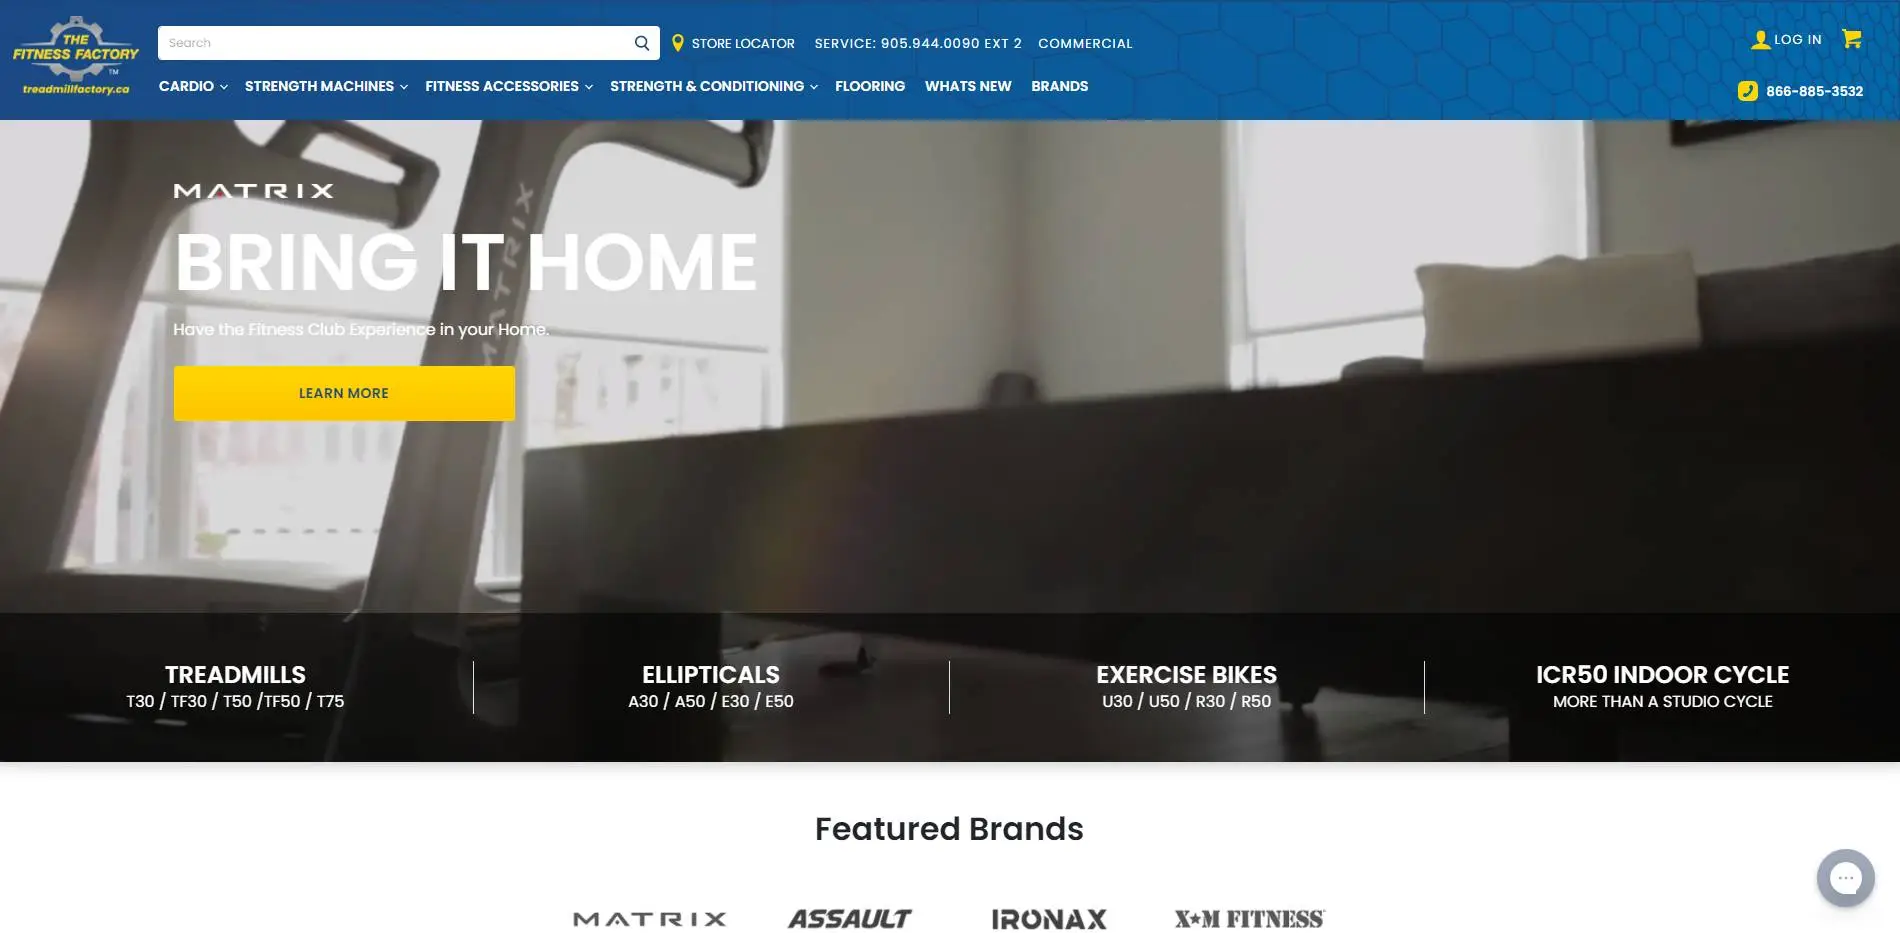 THE
FITNESS FACTORY
TM
treadmillfactory.ca
Search
STORE LOCATOR
SERVICE: 905.944.0090 EXT 2
COMMERCIAL
LOG IN
CARDIO
STRENGTH MACHINES
FITNESS ACCESSORIES
STRENGTH & CONDITIONING
FLOORING
WHATS NEW
BRANDS
866-885-3532
MATRIX
MATRIX
MATRIX
BRING IT HOME
Have the Fitness Club Experience in your Home.
LEARN MORE
TREADMILLS
T30 / TF30 / T50 /TF50 / T75
ELLIPTICALS
A30 / A50 / E30 / E50
EXERCISE BIKES
U30 / U50 / R30 / R50
ICR50 INDOOR CYCLE
MORE THAN A STUDIO CYCLE
Featured Brands
MATRIX
ASSAULT
IRONAX
X★M FITNESS